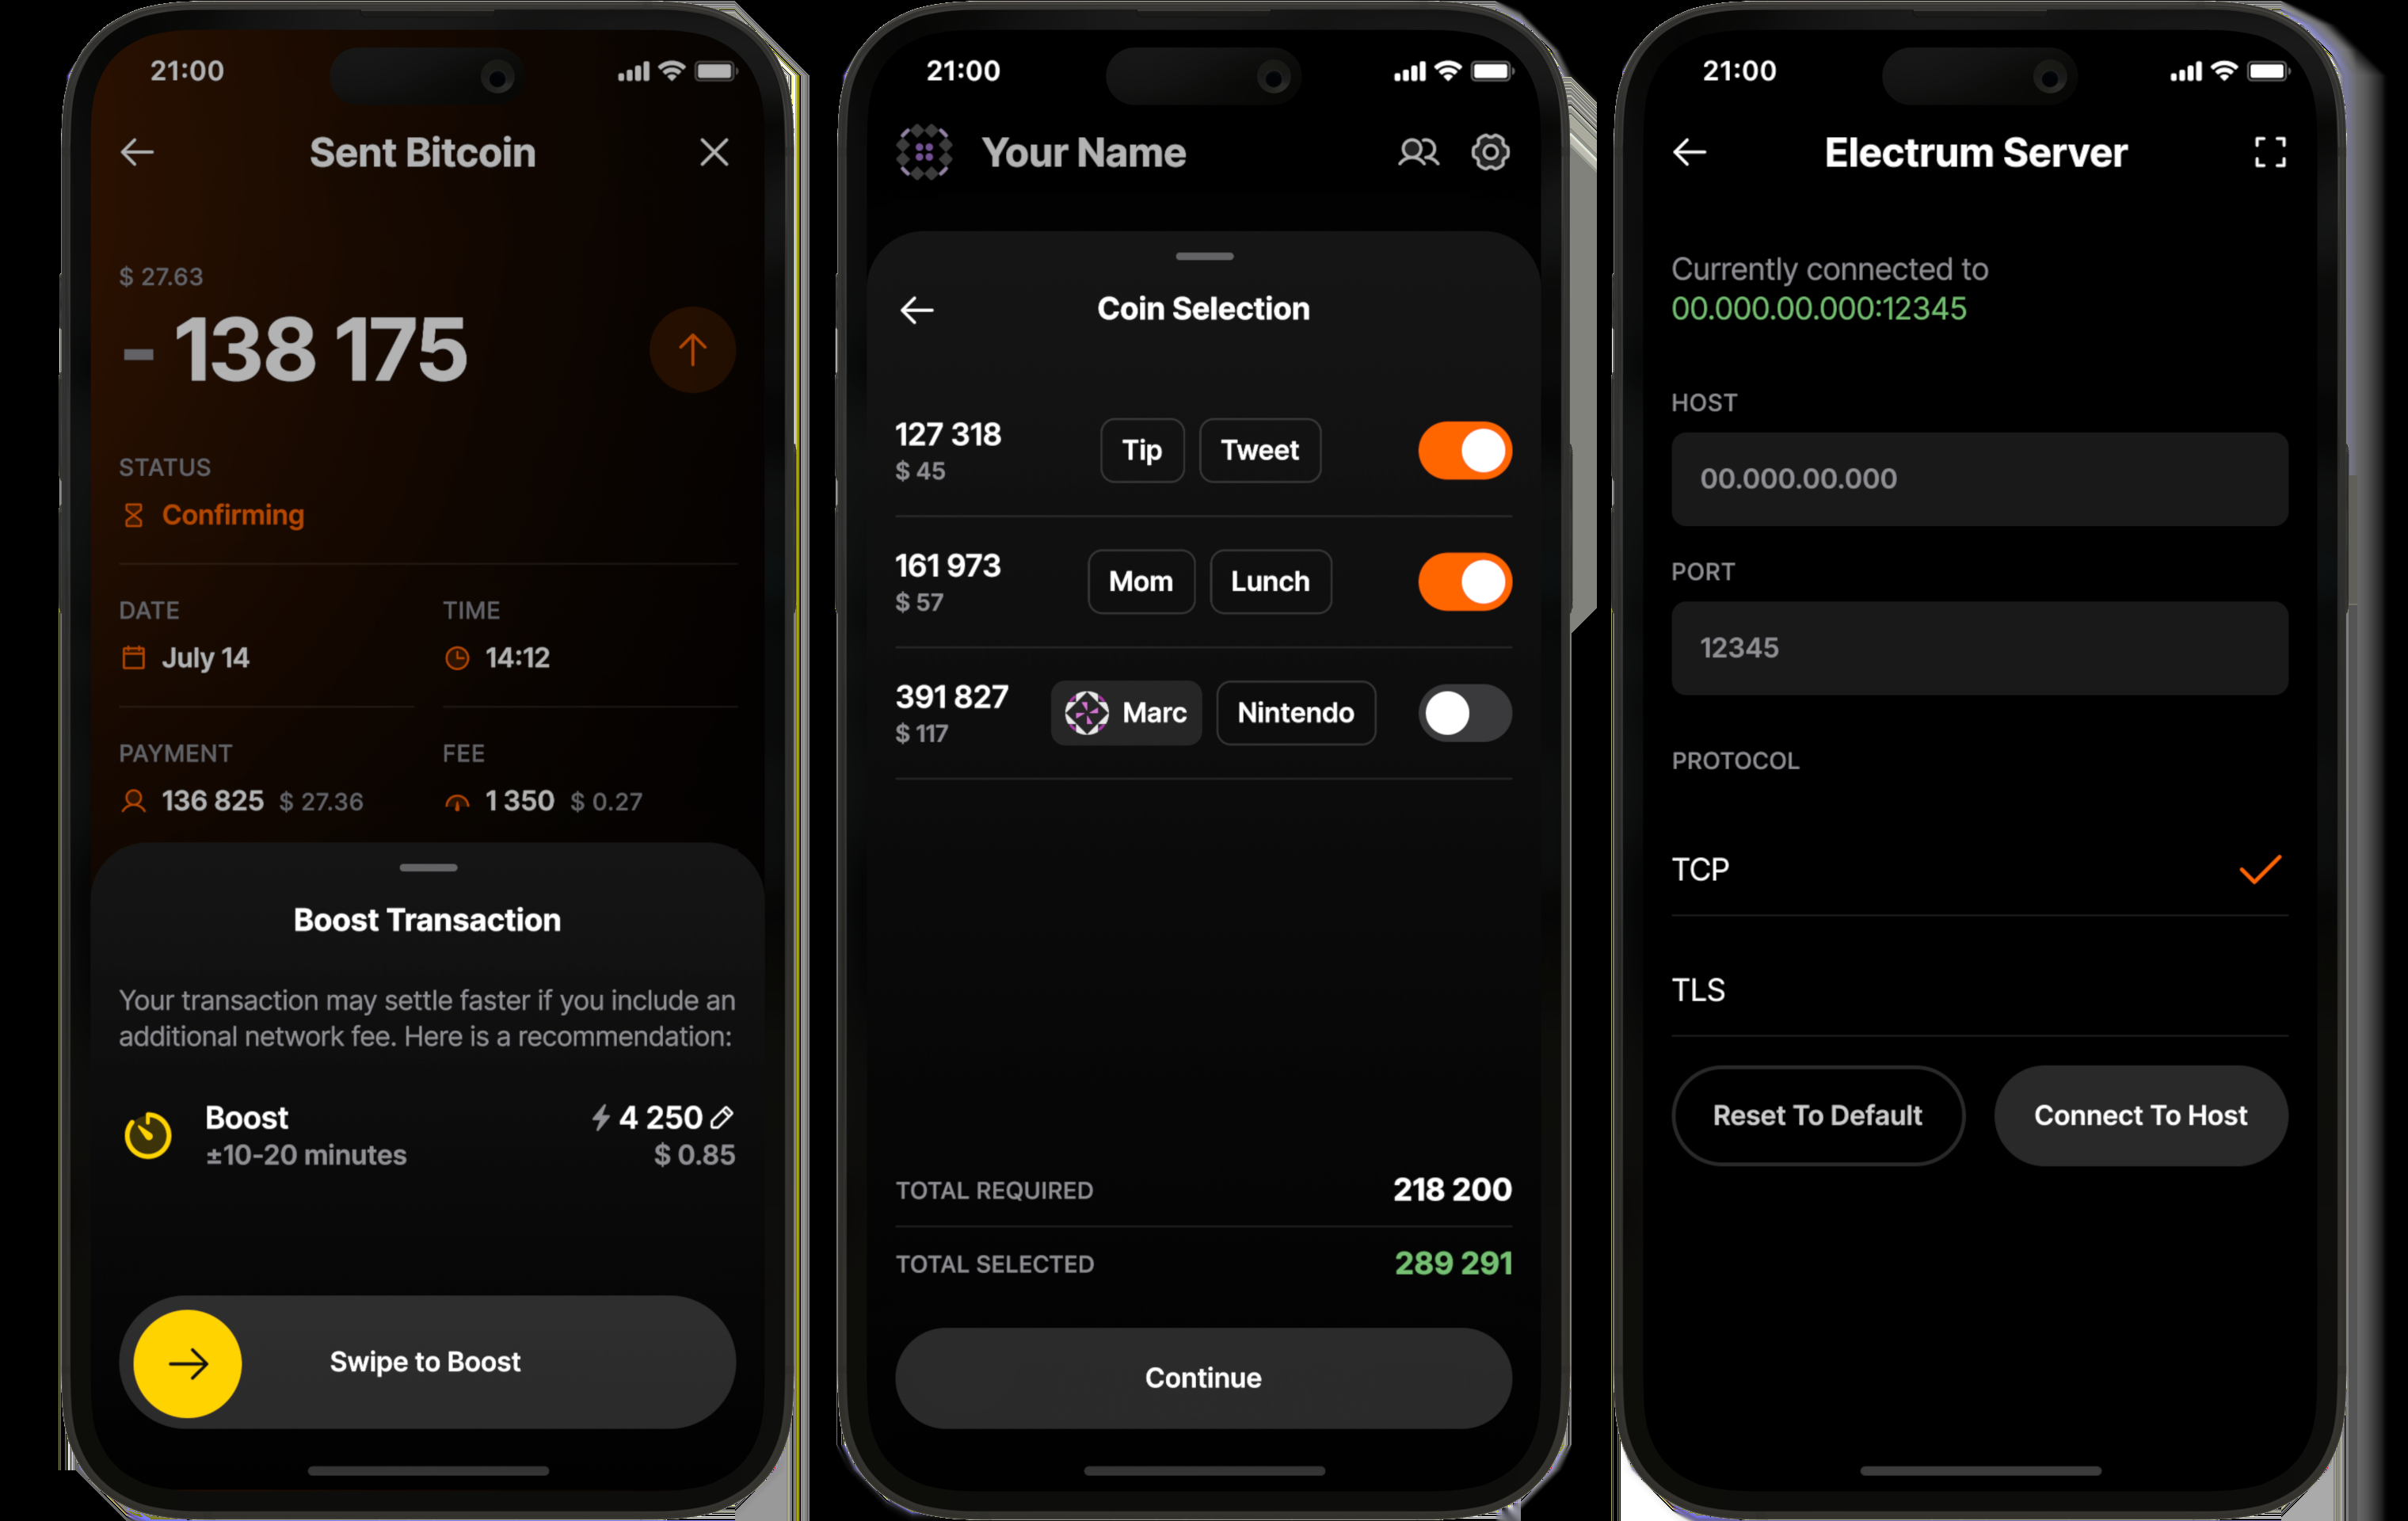 21:00
Sent Bitcoin
$ 27.63
- 138 175
STATUS
Confirming
DATE
TIME
July 14
14:12
PAYMENT
FEE
136 825 $ 27.36
1 350 $ 0.27
Boost Transaction
Your transaction may settle faster if you include an
additional network fee. Here is a recommendation:
Boost
4 250
±10-20 minutes
$ 0.85
Swipe to Boost
21:00
Your Name
Coin Selection
127 318
$ 45
Tip
Tweet
161 973
$ 57
Mom
Lunch
391 827
$ 117
Marc
Nintendo
TOTAL REQUIRED
218 200
TOTAL SELECTED
289 291
Continue
21:00
Electrum Server
Currently connected to
00.000.00.000:12345
HOST
00.000.00.000
PORT
12345
PROTOCOL
TCP
TLS
Reset To Default
Connect To Host